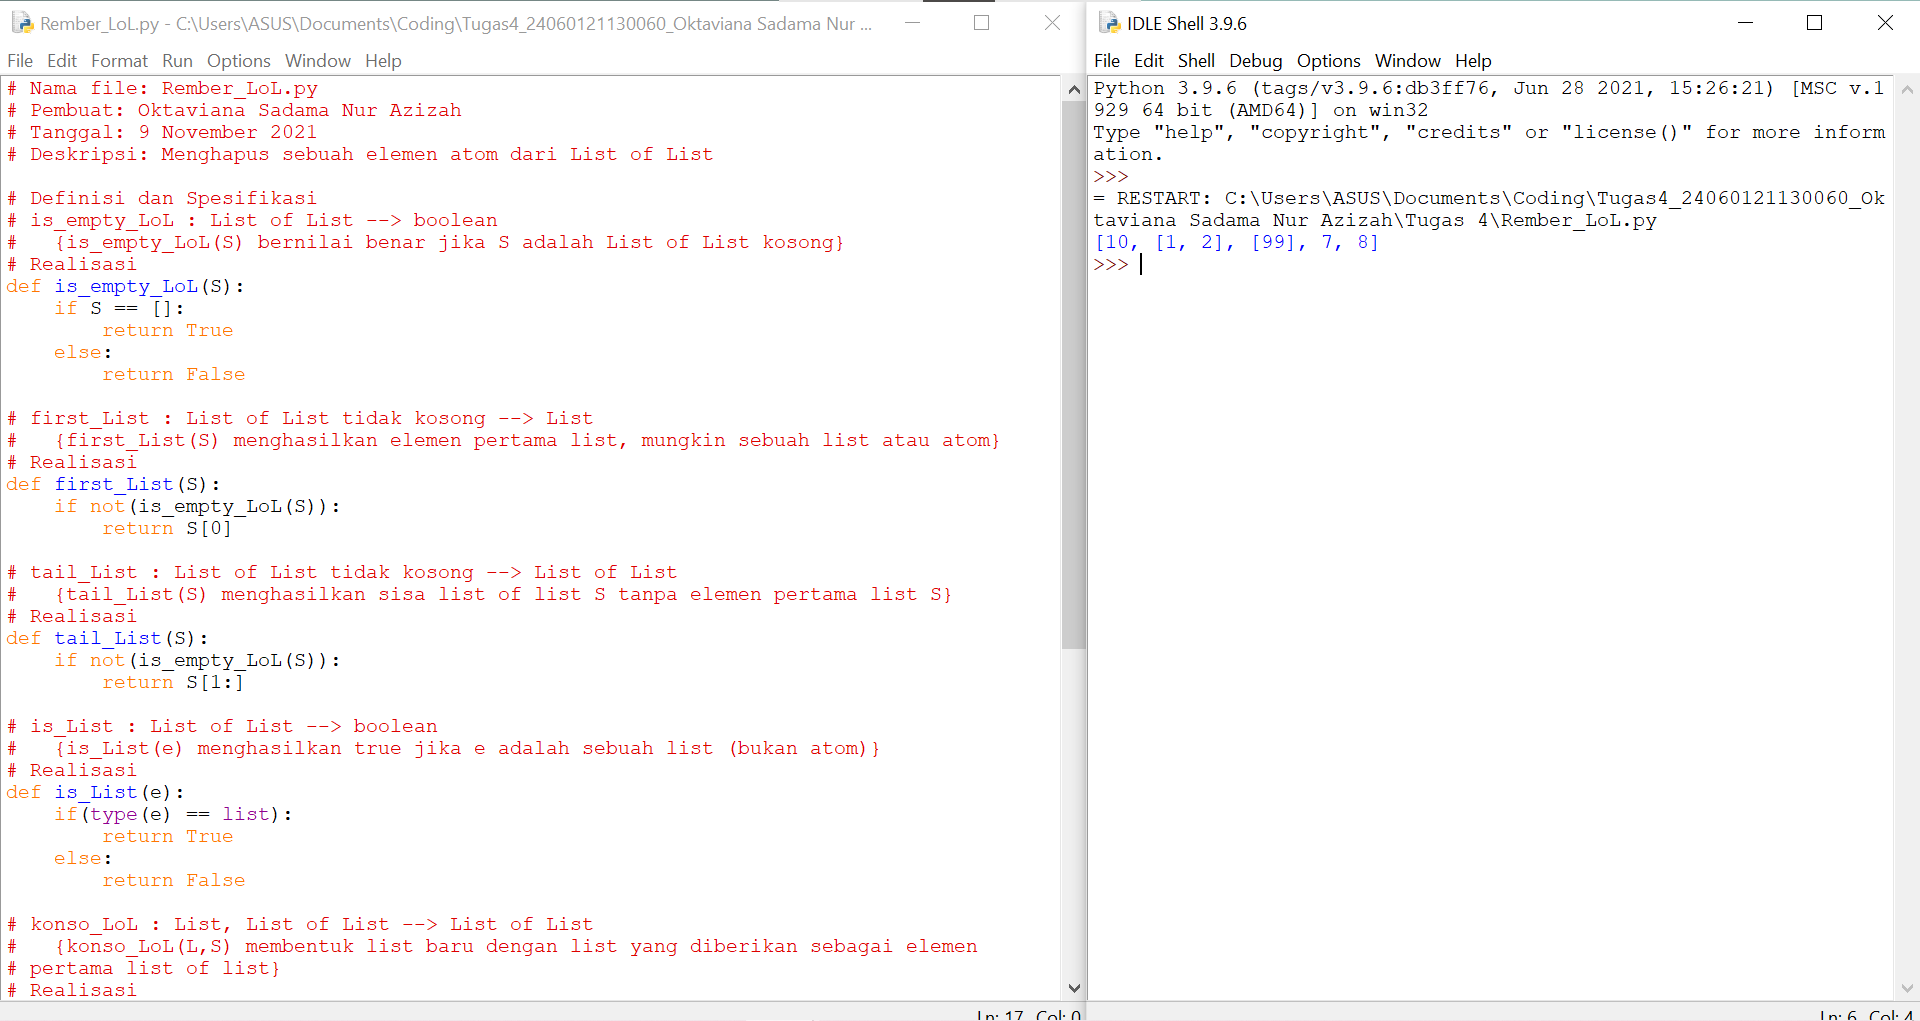 Rember_LoL.py - C:\Users\ASUS\Documents\Coding\Tugas4_24060121130060_Oktaviana Sadama Nur ...
File Edit Format Run Options Window Help
# Nama file: Rember_LoL.py
# Pembuat: Oktaviana Sadama Nur Azizah
# Tanggal: 9 November 2021
# Deskripsi: Menghapus sebuah elemen atom dari List of List

# Definisi dan Spesifikasi
# is_empty_LoL : List of List --> boolean
#   {is_empty_LoL(S) bernilai benar jika S adalah List of List kosong}
# Realisasi
def is_empty_LoL(S):
    if S == []:
        return True
    else:
        return False

# first_List : List of List tidak kosong --> List
#   {first_List(S) menghasilkan elemen pertama list, mungkin sebuah list atau atom}
# Realisasi
def first_List(S):
    if not(is_empty_LoL(S)):
        return S[0]

# tail_List : List of List tidak kosong --> List of List
#   {tail_List(S) menghasilkan sisa list of list S tanpa elemen pertama list S}
# Realisasi
def tail_List(S):
    if not(is_empty_LoL(S)):
        return S[1:]

# is_List : List of List --> boolean
#   {is_List(e) menghasilkan true jika e adalah sebuah list (bukan atom)}
# Realisasi
def is_List(e):
    if(type(e) == list):
        return True
    else:
        return False

# konso_LoL : List, List of List --> List of List
#   {konso_LoL(L,S) membentuk list baru dengan list yang diberikan sebagai elemen
# pertama list of list}
# Realisasi
Ln: 17 Col: 0
IDLE Shell 3.9.6
File Edit Shell Debug Options Window Help
Python 3.9.6 (tags/v3.9.6:db3ff76, Jun 28 2021, 15:26:21) [MSC v.1
929 64 bit (AMD64)] on win32
Type "help", "copyright", "credits" or "license()" for more inform
ation.
>>>
= RESTART: C:\Users\ASUS\Documents\Coding\Tugas4_24060121130060_Ok
taviana Sadama Nur Azizah\Tugas 4\Rember_LoL.py
[10, [1, 2], [99], 7, 8]
>>>
Ln: 6 Col: 4